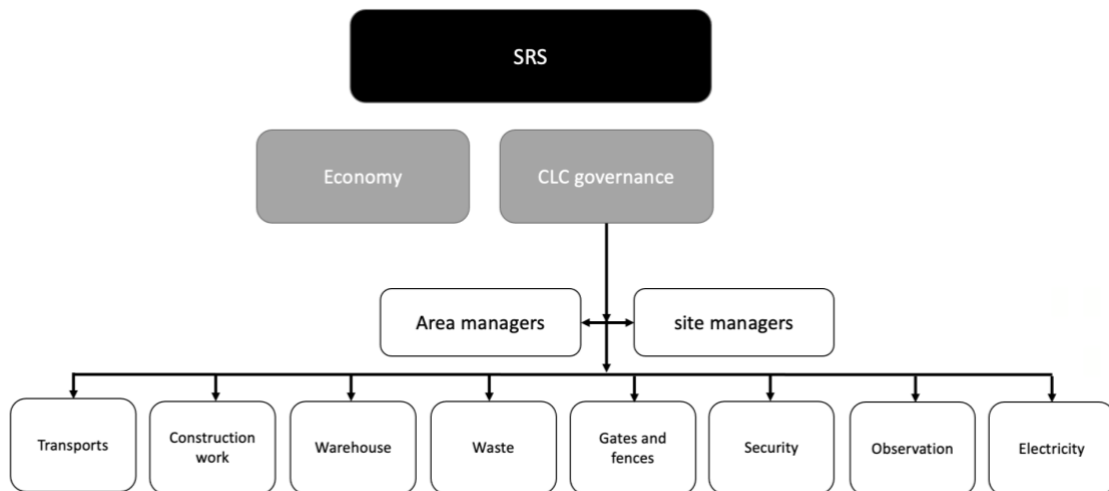 SRS
Economy
CLC governance
Area managers
site managers
Transports
Construction
work
Warehouse
Waste
Gates and
fences
Security
Observation
Electricity